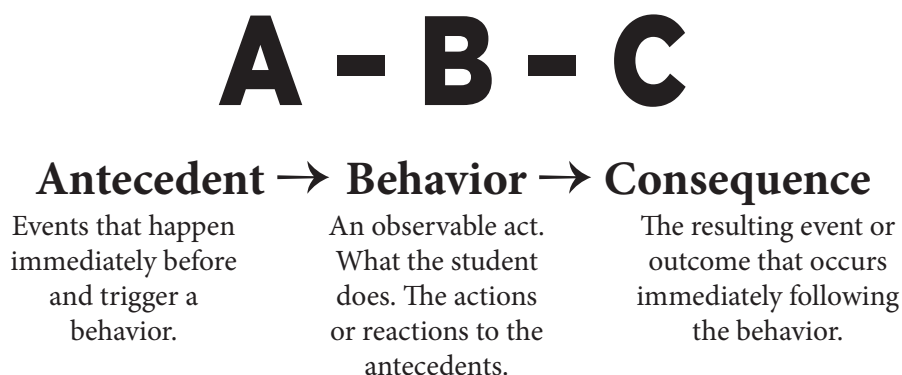 A - B - C
Antecedent → Behavior → Consequence
Events that happen
immediately before
and trigger a
behavior.
An observable act.
What the student
does. The actions
or reactions to the
antecedents.
The resulting event or
outcome that occurs
immediately following
the behavior.